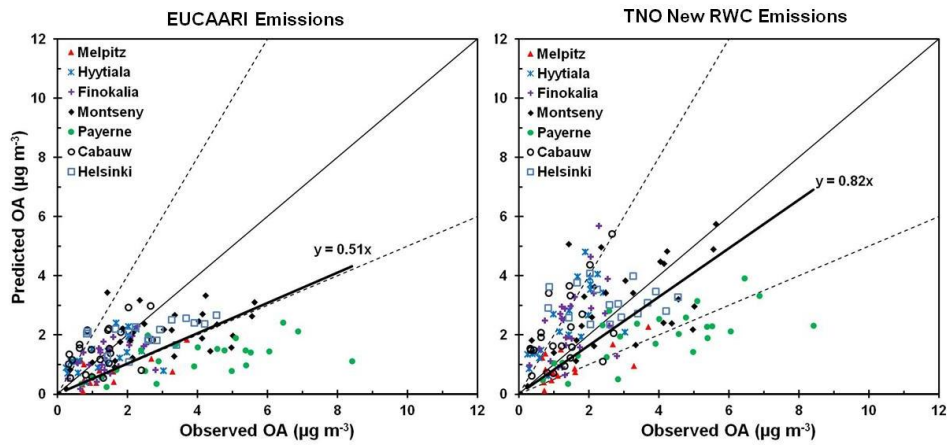 EUCAARI Emissions
12
10
8
6
4
2
0
Predicted OA (µg m-3)
Melpitz
Hyytiala
Finokalia
Montseny
Payerne
Cabauw
Helsinki
y = 0.51x
0 2 4 6 8 10 12
Observed OA (µg m-3)
TNO New RWC Emissions
12
10
8
6
4
2
0
Melpitz
Hyytiala
Finokalia
Montseny
Payerne
Cabauw
Helsinki
y = 0.82x
0 2 4 6 8 10 12
Observed OA (µg m-3)